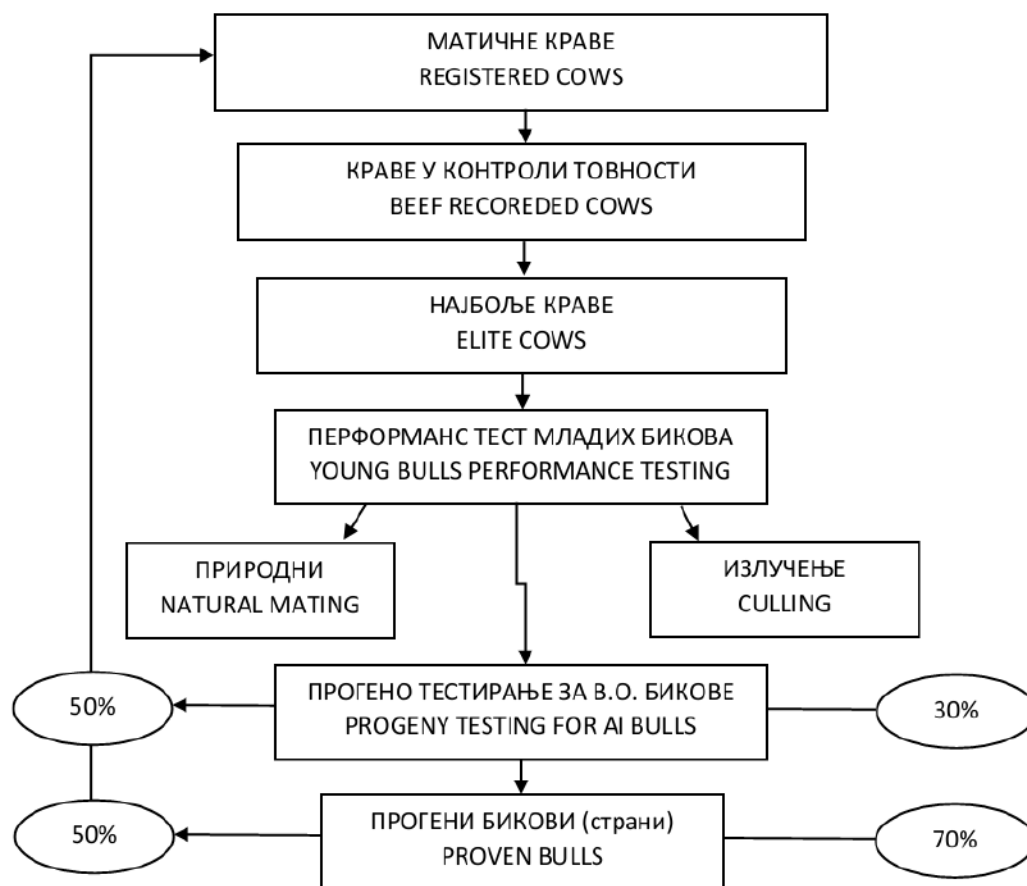 МАТИЧНЕ КРАВЕ
REGISTERED COWS
КРАВЕ У КОНТРОЛИ ТОВНОСТИ
BEEF RECOREDED COWS
НАЈБОЉЕ КРАВЕ
ELITE COWS
ПЕРФОРМАНС ТЕСТ МЛАДИХ БИКОВА
YOUNG BULLS PERFORMANCE TESTING
ПРИРОДНИ
NATURAL MATING
ИЗЛУЧЕЊЕ
CULLING
50%
ПРОГЕНО ТЕСТИРАЊЕ ЗА В.О. БИКОВЕ
PROGENY TESTING FOR AI BULLS
30%
50%
ПРОГЕНИ БИКОВИ (страни)
PROVEN BULLS
70%